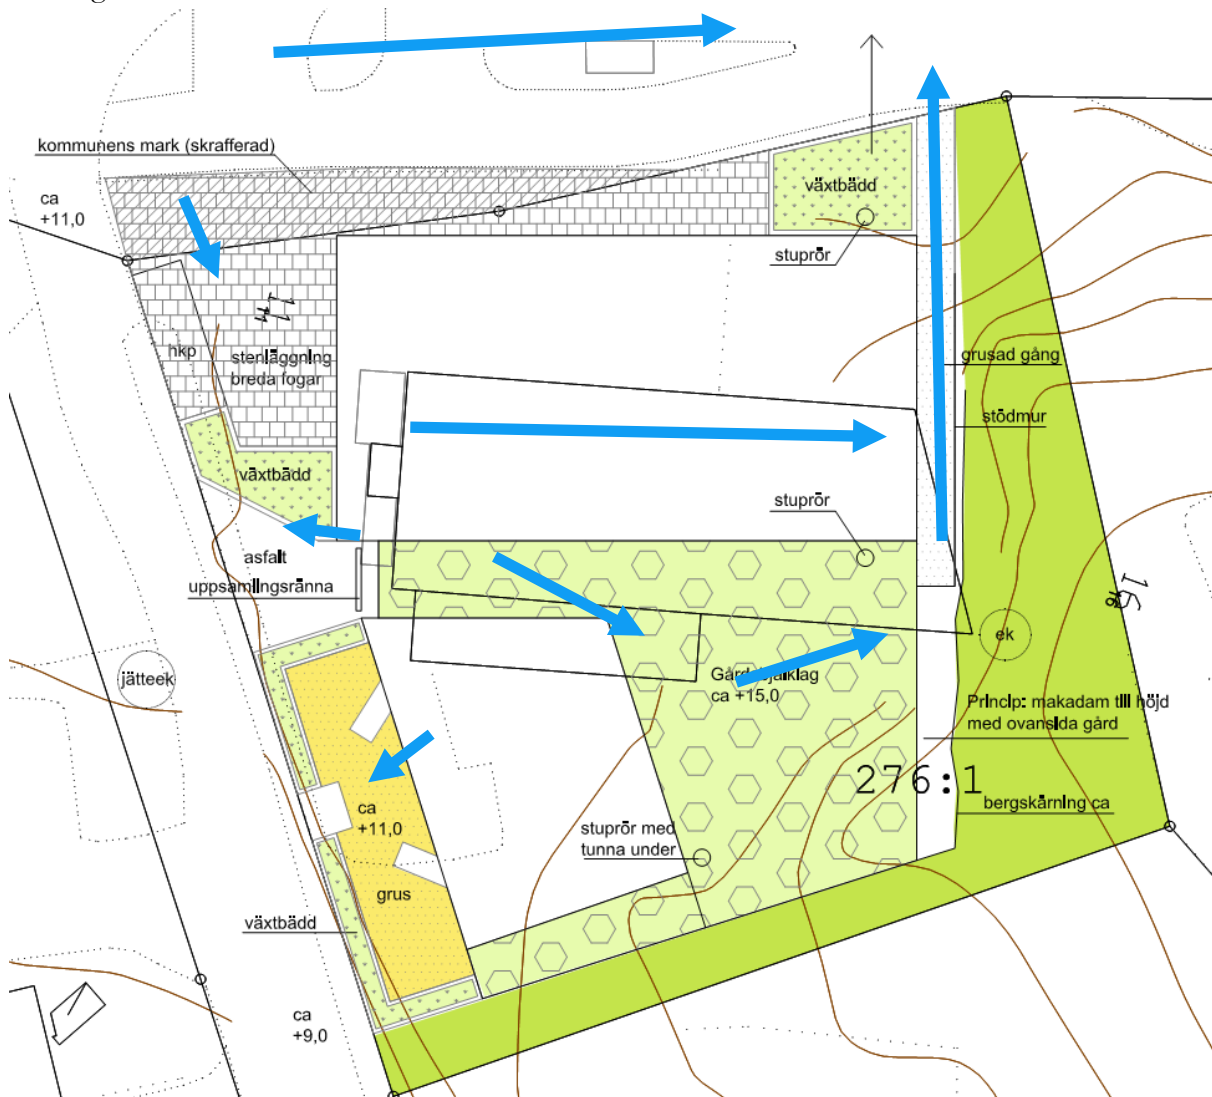 kommunens mark (skrafferad)
ca
+11,0
växtbädd
stuprör
hkp
stenläggning
breda fogar
grusad gång
stödmur
växtbädd
stuprör
asfalt
uppsamlingsränna
16
ek
jätteek
Gårdsbjälklag
ca +15,0
Princip: makadam till höjd
med ovansida gård
276:1
bergskärning ca
ca
+11,0
stuprör med
tunna under
grus
växtbädd
ca
+9,0